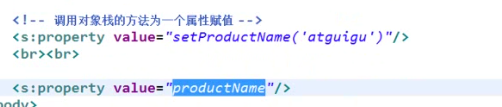 <!-- 调用对象栈的方法为一个属性赋值 -->
<s:property value="setProductName('atguigu')"/>
<br><br>
<s:property value="productName"/>
body>